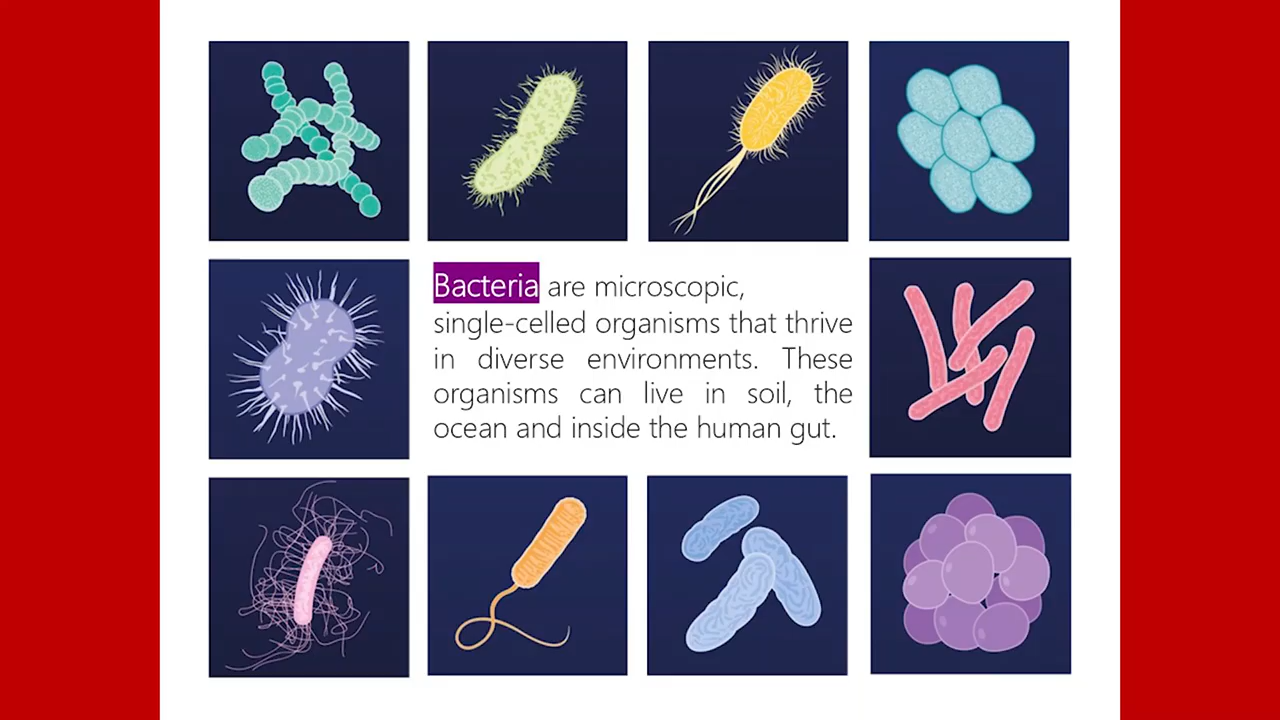 Bacteria are microscopic,
single-celled organisms that thrive
in diverse environments. These
organisms can live in soil, the
ocean and inside the human gut.